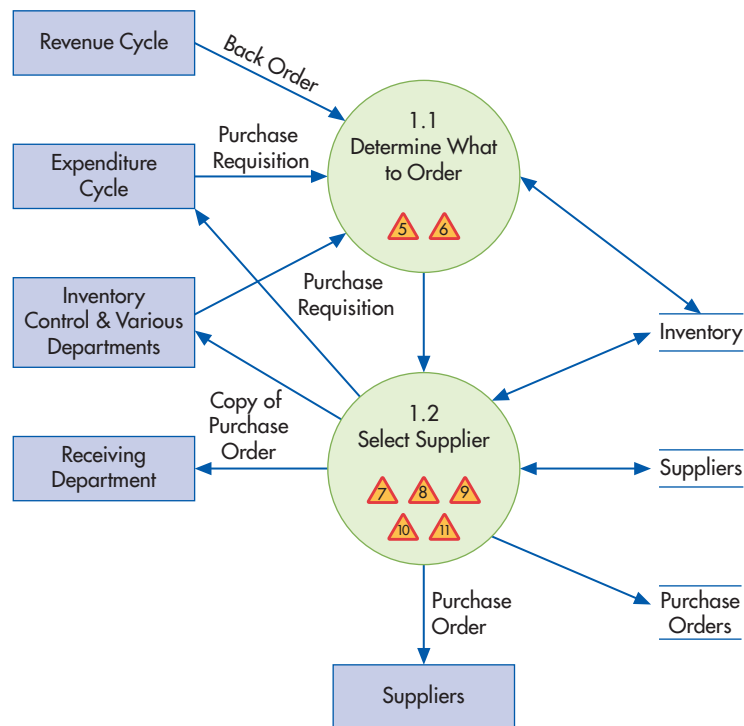 Revenue Cycle
Back Order
1.1
Determine What
to Order
5 6
Purchase
Requisition
Expenditure
Cycle
Inventory
Control & Various
Departments
Purchase
Requisition
Inventory
Copy of
Purchase
Order
1.2
Select Supplier
7 8 9
10 11
Receiving
Department
Suppliers
Purchase
Order
Purchase
Orders
Suppliers